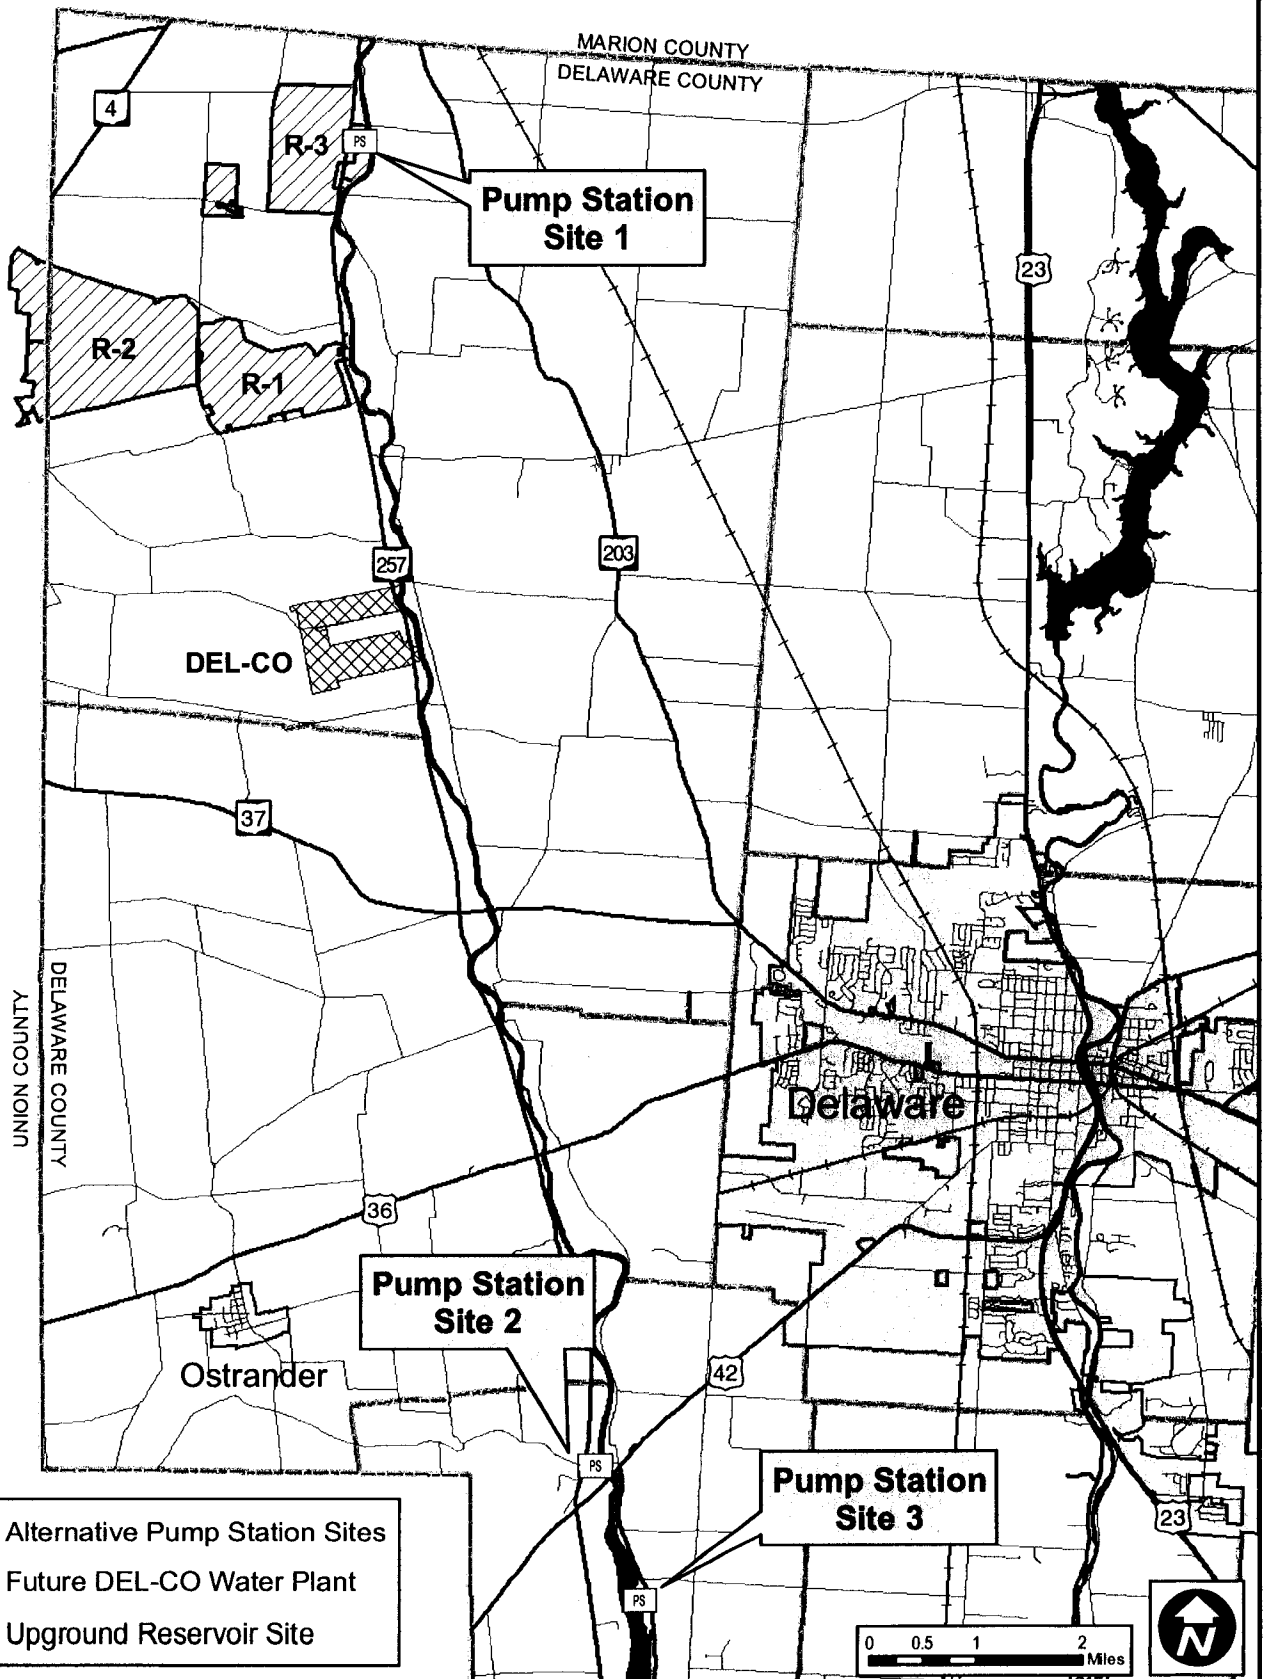 MARION COUNTY
DELAWARE COUNTY
4
R-3
PS
Pump Station
Site 1
23
R-2
R-1
257
203
DEL-CO
37
UNION COUNTY
DELAWARE COUNTY
Delaware
36
Pump Station
Site 2
Ostrander
42
PS
Pump Station
Site 3
23
PS
Alternative Pump Station Sites
Future DEL-CO Water Plant
Upground Reservoir Site
0 0.5 1 2
Miles
N